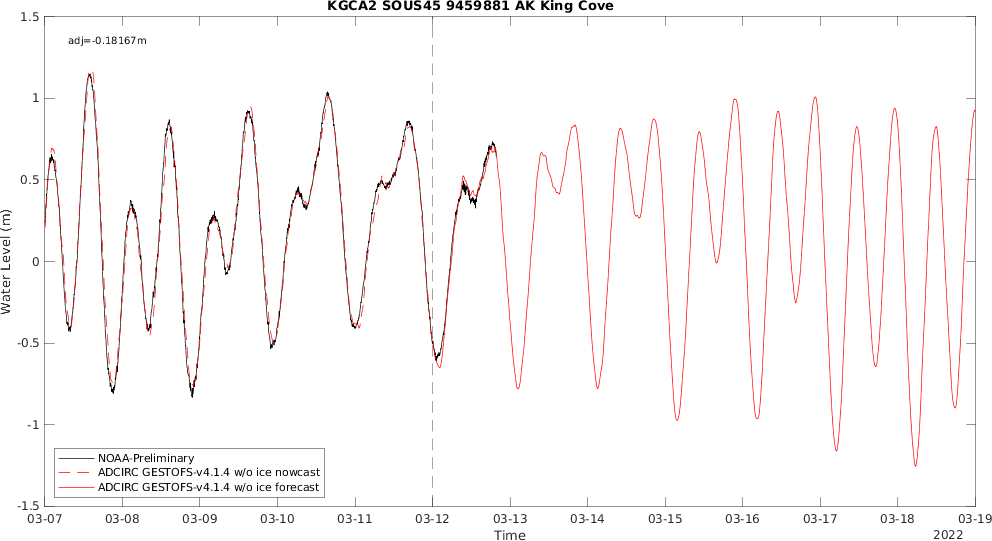 KGCA2 SOUS45 9459881 AK King Cove
adj=-0.18167m
1.5
1
0.5
0
-0.5
-1
-1.5
Water Level (m)
NOAA-Preliminary
ADCIRC GESTOFS-v4.1.4 w/o ice nowcast
ADCIRC GESTOFS-v4.1.4 w/o ice forecast
03-07 03-08 03-09 03-10 03-11 03-12 03-13 03-14 03-15 03-16 03-17 03-18 03-19
Time
2022